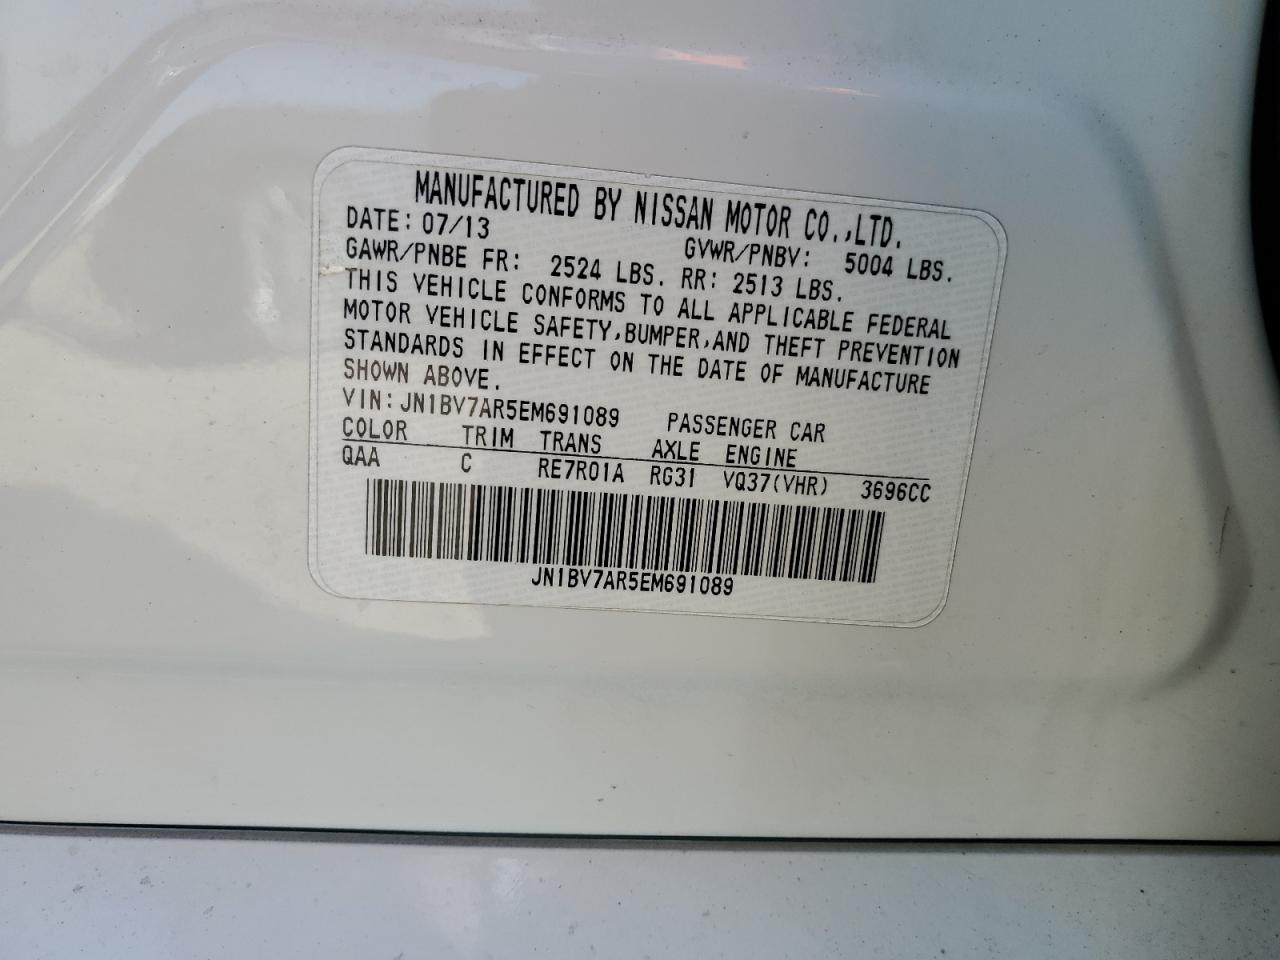 MANUFACTURED BY NISSAN MOTOR CO.,LTD.
DATE: 07/13 GVWR/PNBV: 5004 LBS.
GAWR/PNBE FR: 2524 LBS. RR: 2513 LBS.
THIS VEHICLE CONFORMS TO ALL APPLICABLE FEDERAL
MOTOR VEHICLE SAFETY,BUMPER,AND THEFT PREVENTION
STANDARDS IN EFFECT ON THE DATE OF MANUFACTURE
SHOWN ABOVE.
VIN:JN1BV7AR5EM691089 PASSENGER CAR
COLOR TRIM TRANS AXLE ENGINE
QAA C RE7R01A RG31 VQ37(VHR) 3696CC
JN1BV7AR5EM691089